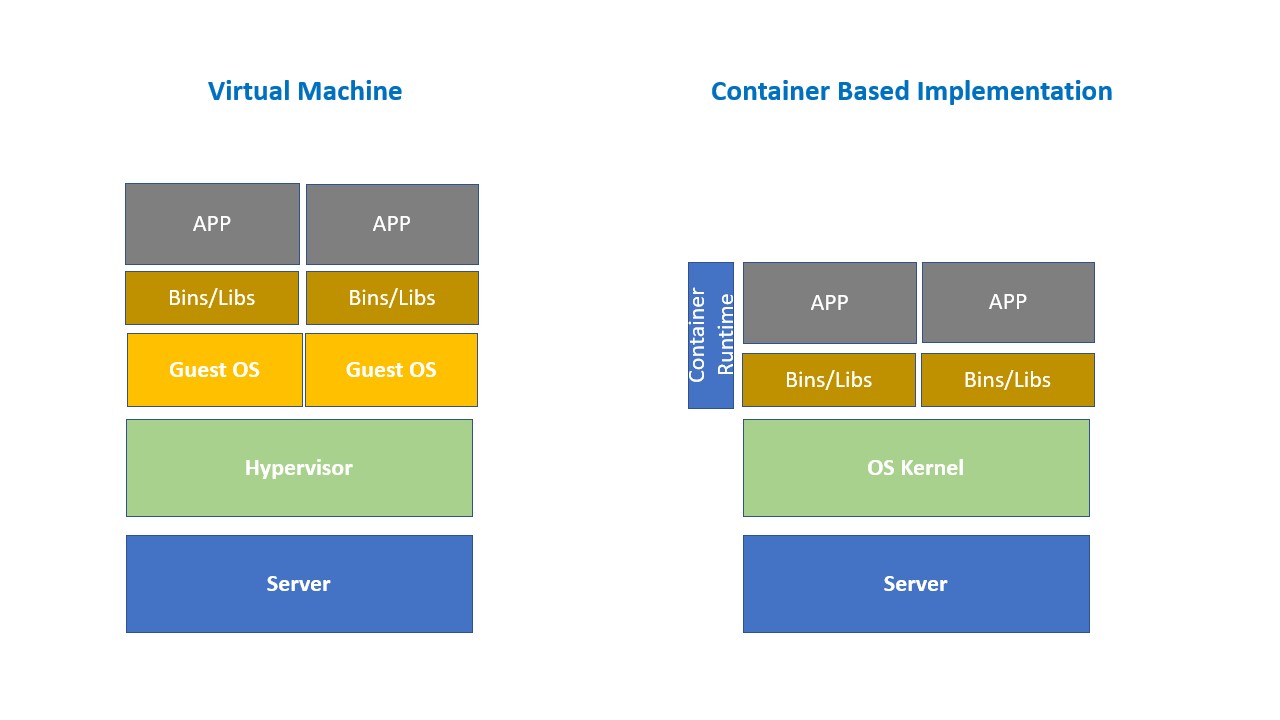 Virtual Machine
Container Based Implementation
APP
APP
Bins/Libs
Bins/Libs
Guest OS
Guest OS
Hypervisor
Server
Container
Runtime
APP
APP
Bins/Libs
Bins/Libs
OS Kernel
Server